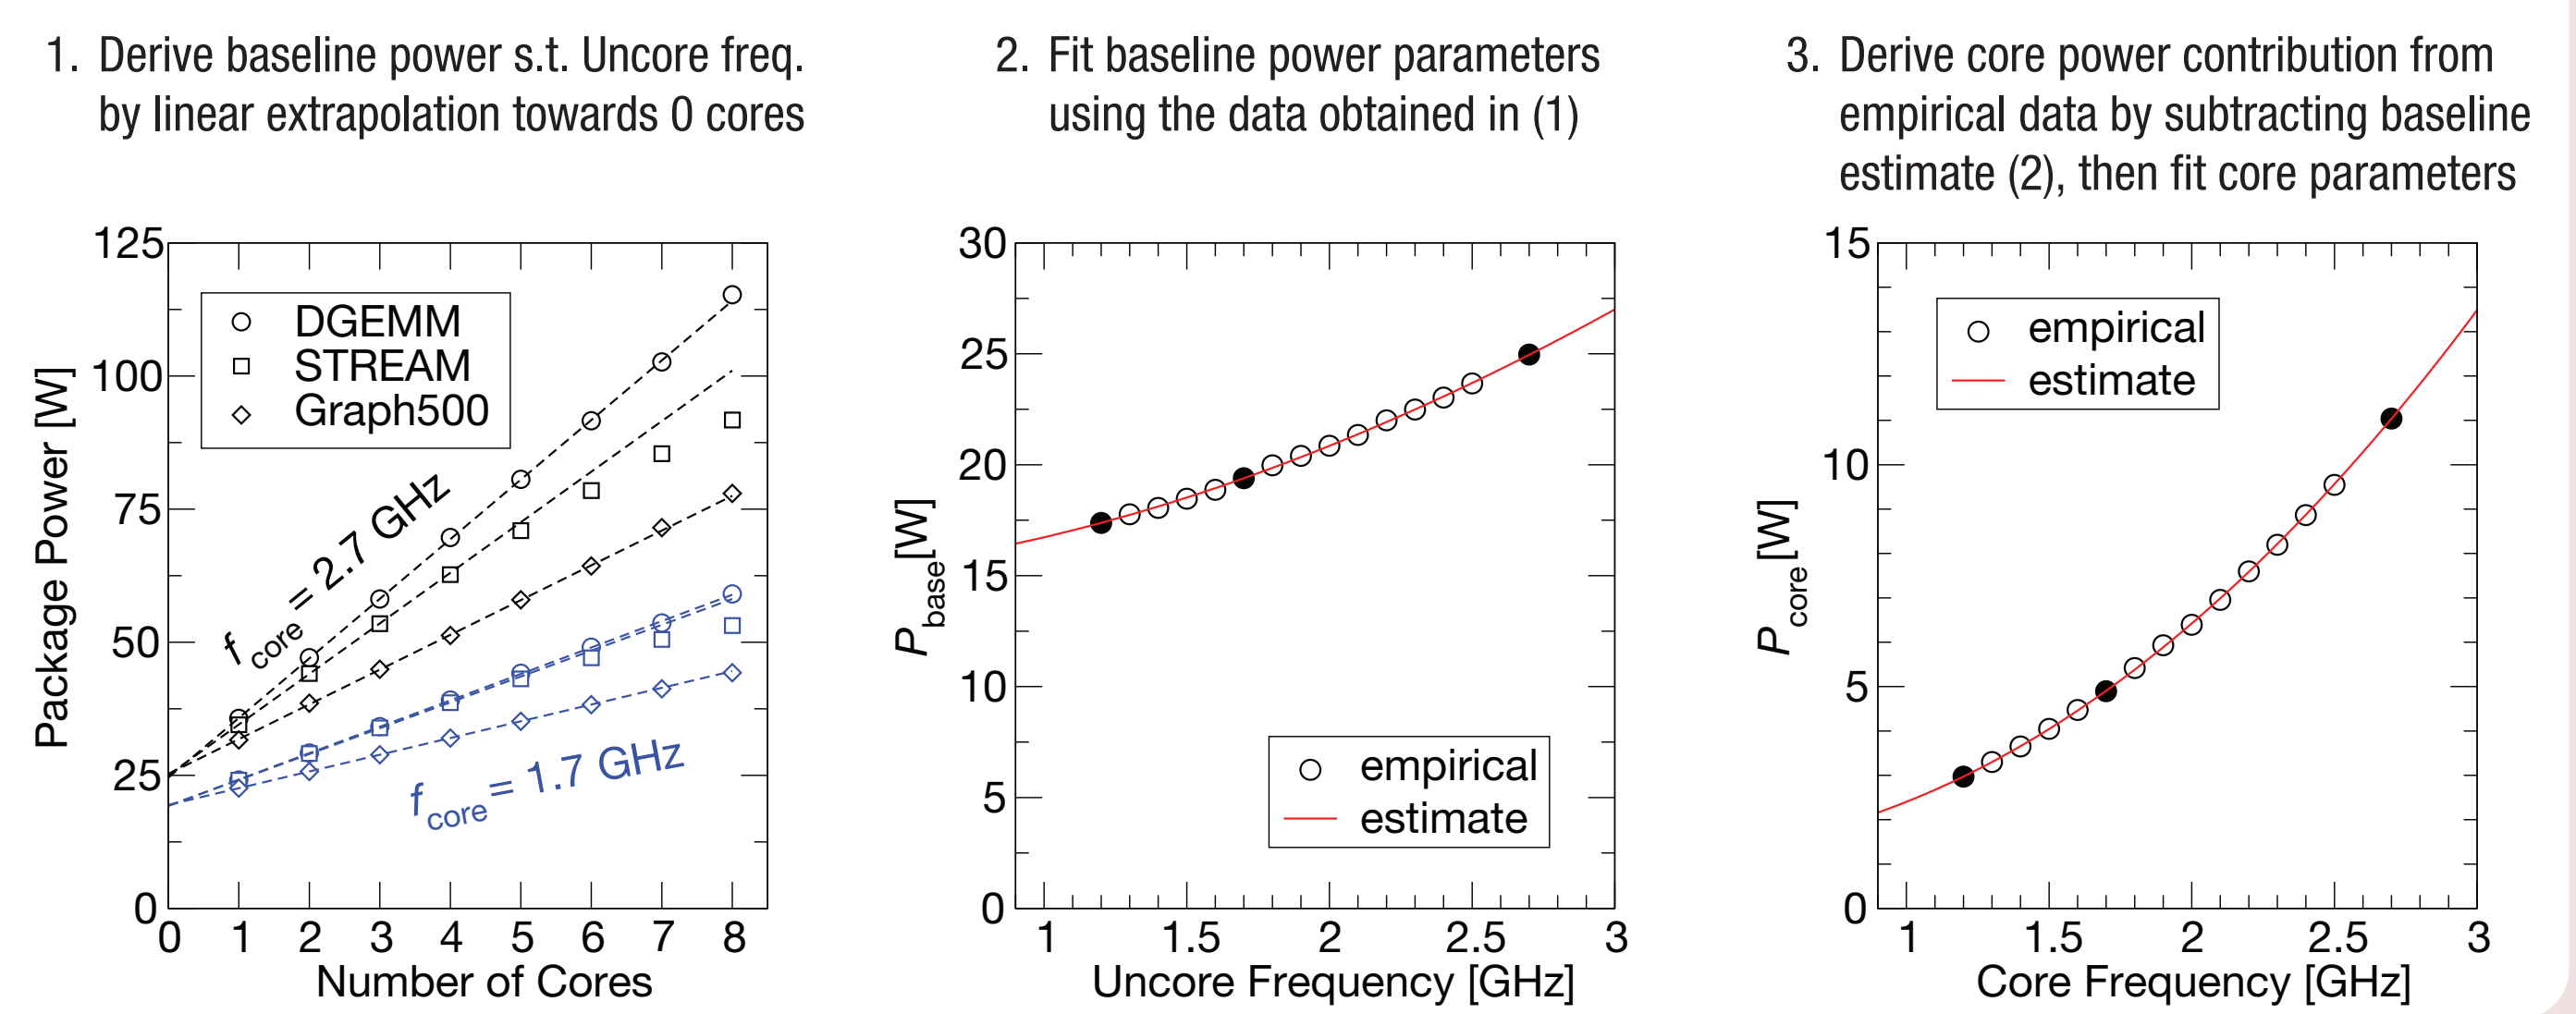 1. Derive baseline power s.t. Uncore freq.
by linear extrapolation towards 0 cores
125
100
75
50
25
0
0 1 2 3 4 5 6 7 8
Package Power [W]
Number of Cores
DGEMM
STREAM
Graph500
f core = 2.7 GHz
f core = 1.7 GHz
2. Fit baseline power parameters
using the data obtained in (1)
30
25
20
15
10
5
0
1 1.5 2 2.5 3
P base [W]
Uncore Frequency [GHz]
empirical
estimate
3. Derive core power contribution from
empirical data by subtracting baseline
estimate (2), then fit core parameters
15
10
5
0
1 1.5 2 2.5 3
P core [W]
Core Frequency [GHz]
empirical
estimate